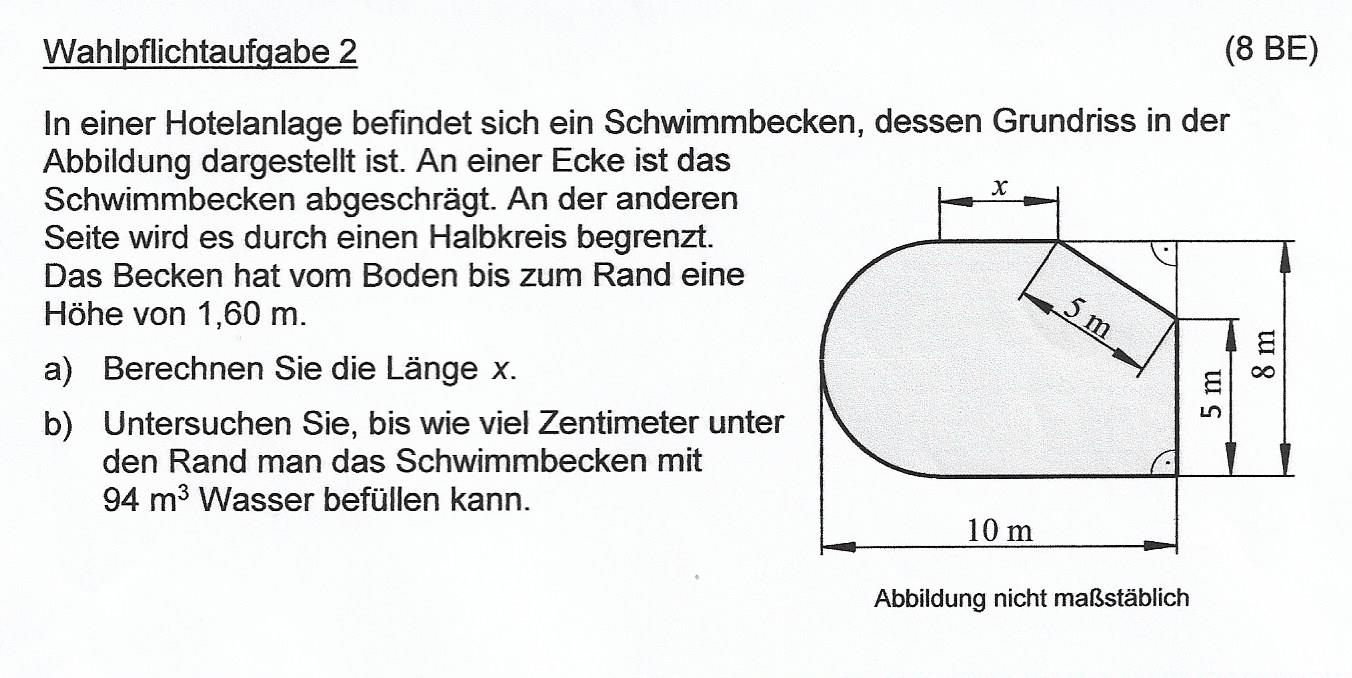 Wahlpflichtaufgabe 2 (8 BE)
In einer Hotelanlage befindet sich ein Schwimmbecken, dessen Grundriss in der
Abbildung dargestellt ist. An einer Ecke ist das
Schwimmbecken abgeschrägt. An der anderen
Seite wird es durch einen Halbkreis begrenzt.
Das Becken hat vom Boden bis zum Rand eine
Höhe von 1,60 m.
a) Berechnen Sie die Länge x.
b) Untersuchen Sie, bis wie viel Zentimeter unter
den Rand man das Schwimmbecken mit
94 m³ Wasser befüllen kann.
x
5 m
5 m
8 m
10 m
Abbildung nicht maßstäblich